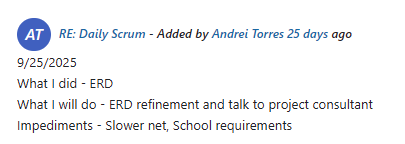 AT
RE: Daily Scrum - Added by Andrei Torres 25 days ago
9/25/2025
What I did - ERD
What I will do - ERD refinement and talk to project consultant
Impediments - Slower net, School requirements